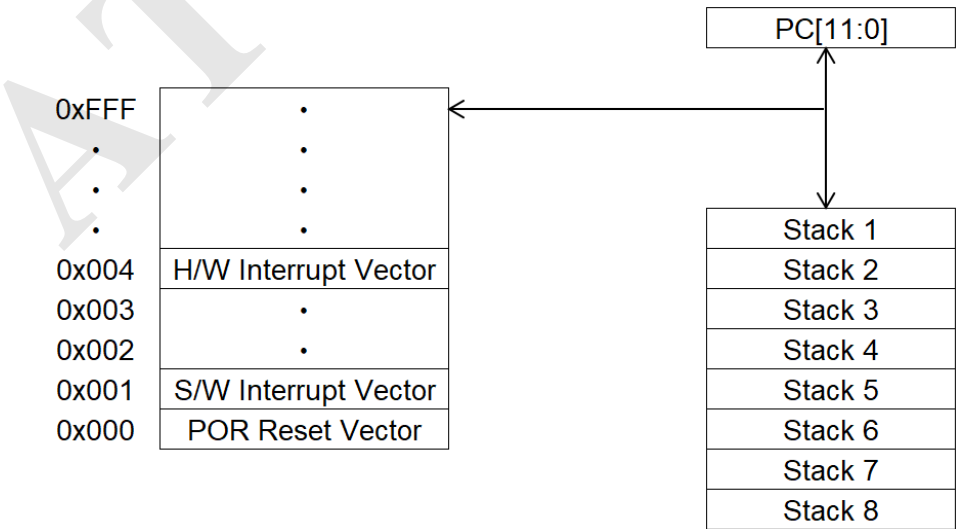 PC[11:0]
0xFFF
0x004 H/W Interrupt Vector
0x003
0x002
0x001 S/W Interrupt Vector
0x000 POR Reset Vector
Stack 1
Stack 2
Stack 3
Stack 4
Stack 5
Stack 6
Stack 7
Stack 8
AT